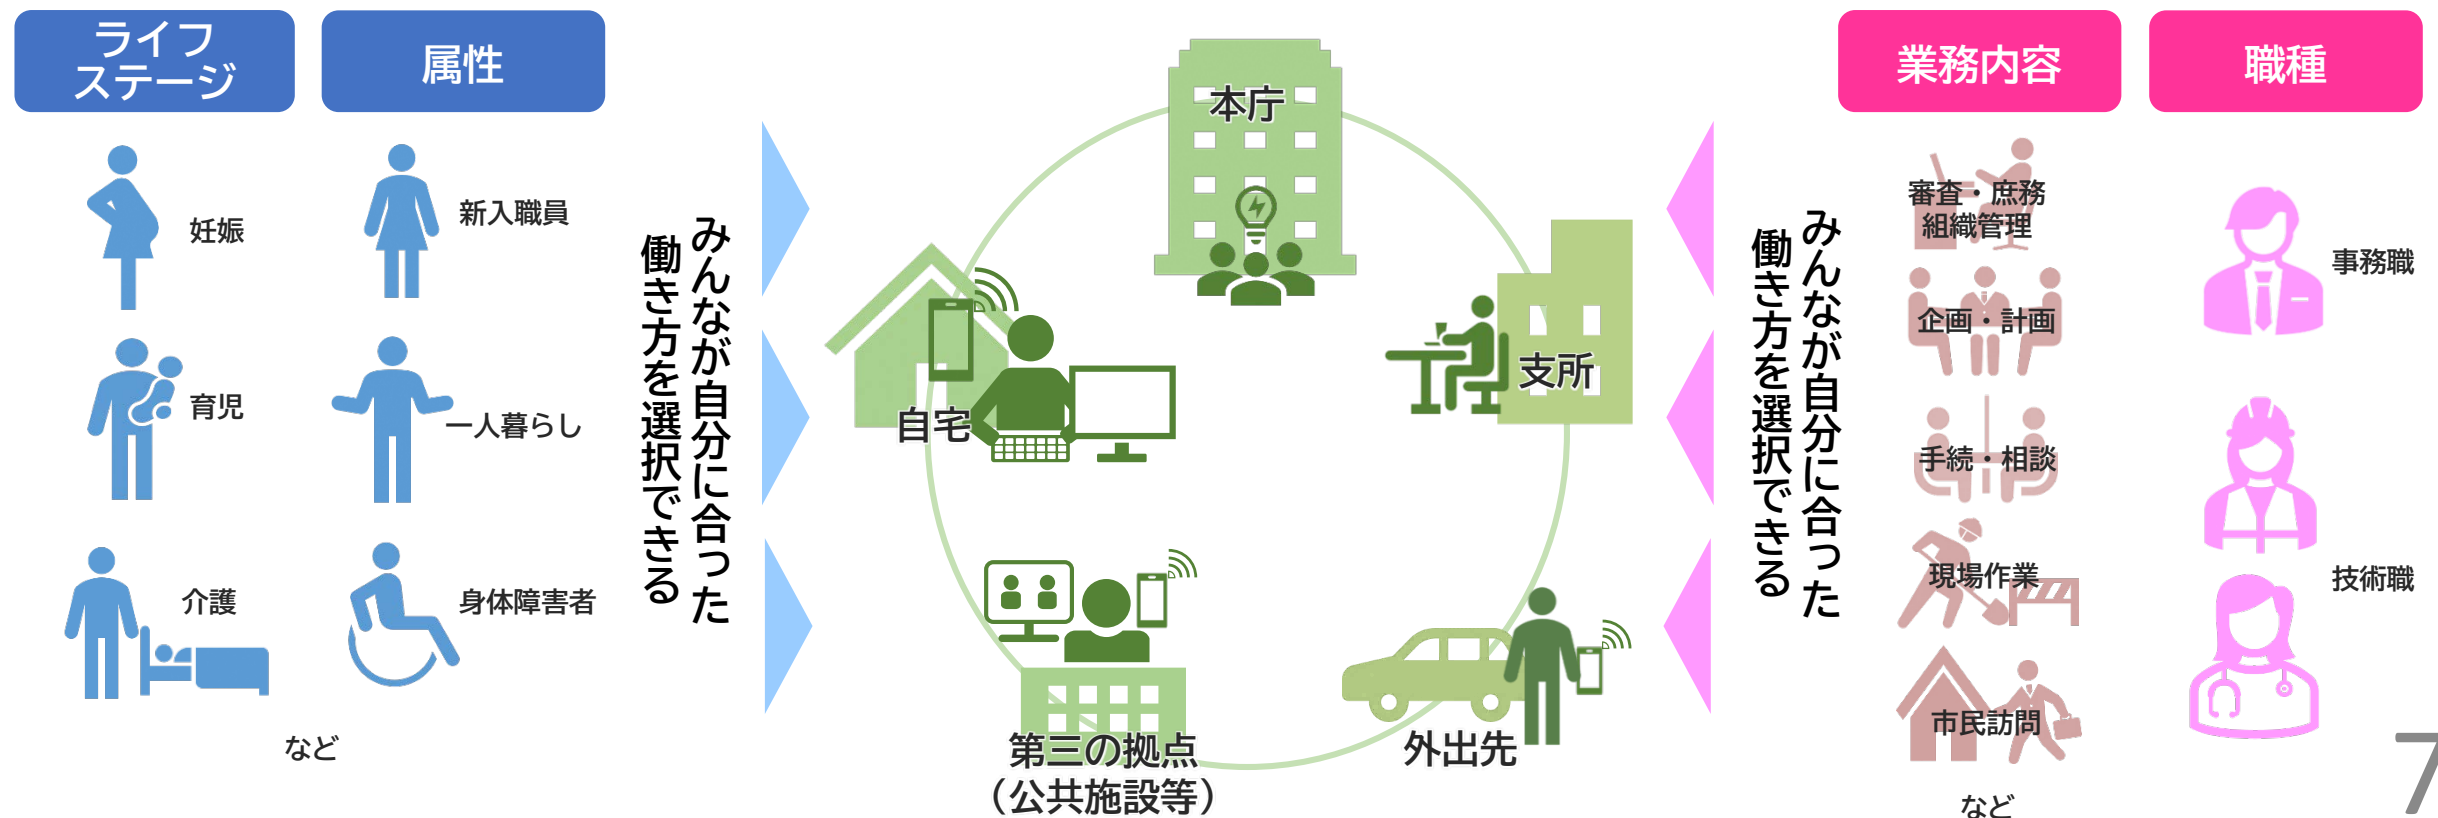 ライフ
ステージ
属性
妊娠
新入職員
育児
一人暮らし
介護
身体障害者
など
みんなが自分に合った
働き方を選択できる
本庁
自宅
支所
第三の拠点
（公共施設等）
外出先
みんなが自分に合った
働き方を選択できる
業務内容
職種
審査・庶務
組織管理
企画・計画
手続・相談
現場作業
市民訪問
など
事務職
技術職
7